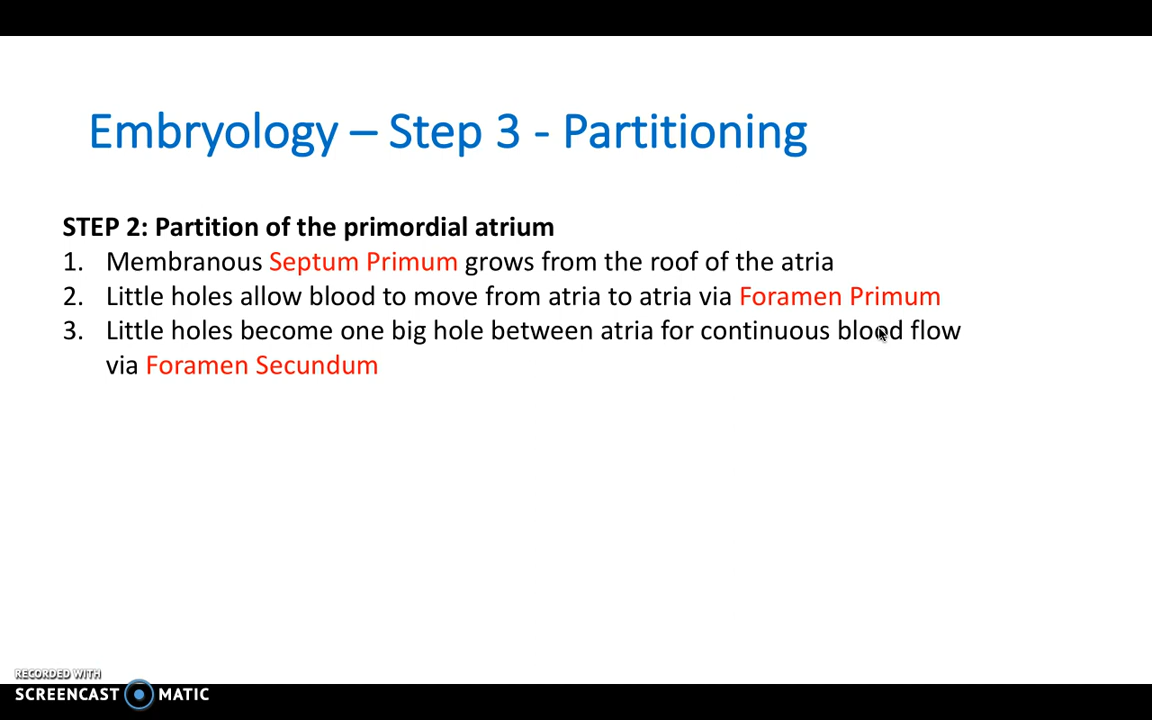 Embryology – Step 3 - Partitioning
STEP 2: Partition of the primordial atrium
1. Membranous Septum Primum grows from the roof of the atria
2. Little holes allow blood to move from atria to atria via Foramen Primum
3. Little holes become one big hole between atria for continuous blood flow
via Foramen Secundum
RECORDED WITH
SCREENCAST MATIC